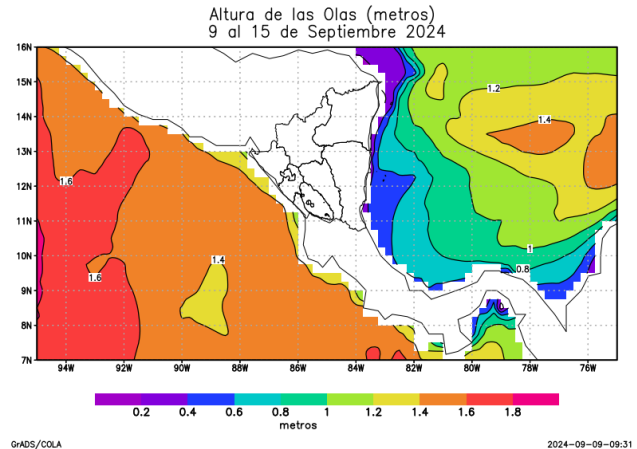 Altura de las Olas (metros)
9 al 15 de Septiembre 2024
16N
15N
14N
13N
12N
11N
10N
9N
8N
7N
1.2
1.4
1.6
1
1.4
0.8
1.6
94W 92W 90W 88W 86W 84W 82W 80W 78W 76W
0.2 0.4 0.6 0.8 1 1.2 1.4 1.6 1.8
metros
GrADS/COLA
2024-09-09-09:31